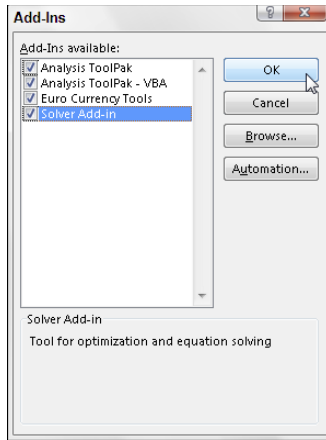 Add-Ins
Add-Ins available:
Analysis ToolPak
Analysis ToolPak - VBA
Euro Currency Tools
Solver Add-in
OK
Cancel
Browse...
Automation...
Solver Add-in
Tool for optimization and equation solving